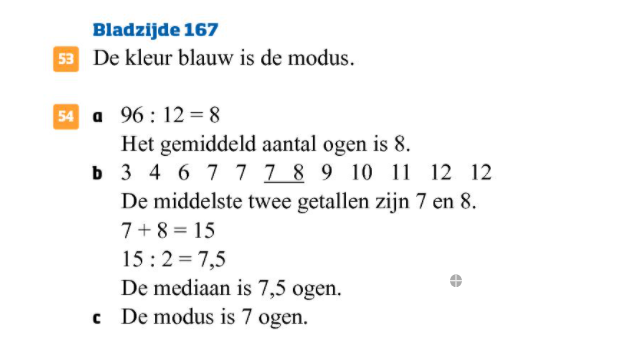 Bladzijde 167
53 De kleur blauw is de modus.
54 a 96 : 12 = 8
Het gemiddeld aantal ogen is 8.
b 3 4 6 7 7 7 8 9 10 11 12 12
De middelste twee getallen zijn 7 en 8.
7 + 8 = 15
15 : 2 = 7,5
De mediaan is 7,5 ogen.
c De modus is 7 ogen.